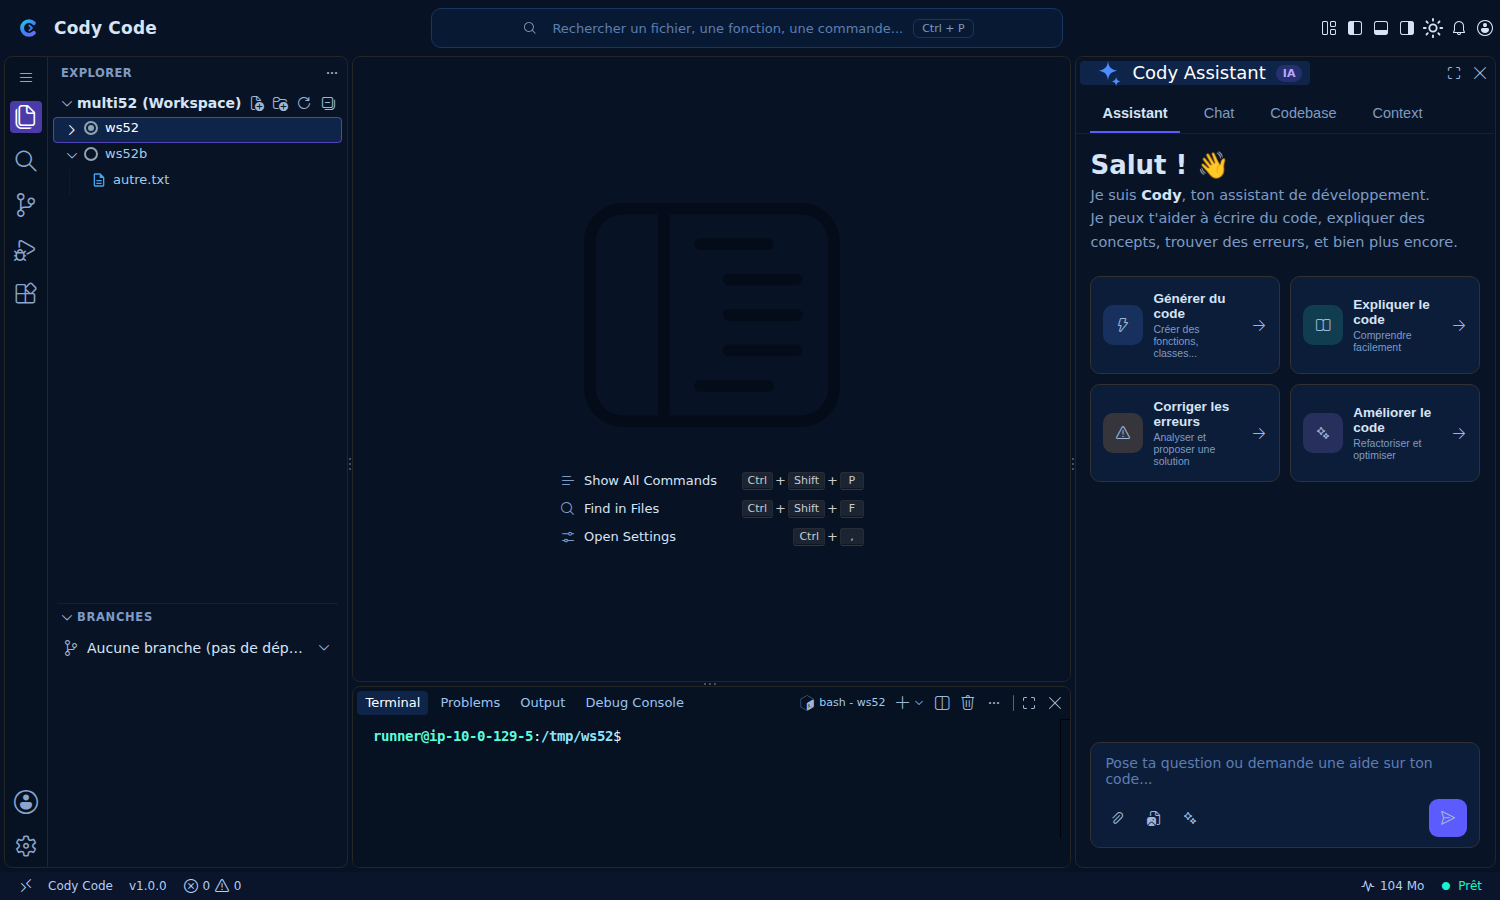 Cody Code
Rechercher un fichier, une fonction, une commande... Ctrl + P
EXPLORER
multi52 (Workspace)
ws52
ws52b
autre.txt
BRANCHES
Aucune branche (pas de dép...
Show All Commands Ctrl + Shift + P
Find in Files Ctrl + Shift + F
Open Settings Ctrl + ,
Terminal Problems Output Debug Console
bash - ws52
runner@ip-10-0-129-5:/tmp/ws52$
Cody Assistant IA
Assistant Chat Codebase Context
Salut ! 👋
Je suis Cody, ton assistant de développement.
Je peux t'aider à écrire du code, expliquer des
concepts, trouver des erreurs, et bien plus encore.
Générer du
code
Créer des
fonctions,
classes...
Expliquer le
code
Comprendre
facilement
Corriger les
erreurs
Analyser et
proposer une
solution
Améliorer le
code
Refactoriser et
optimiser
Pose ta question ou demande une aide sur ton
code...
Cody Code v1.0.0 0 0
104 Mo Prêt